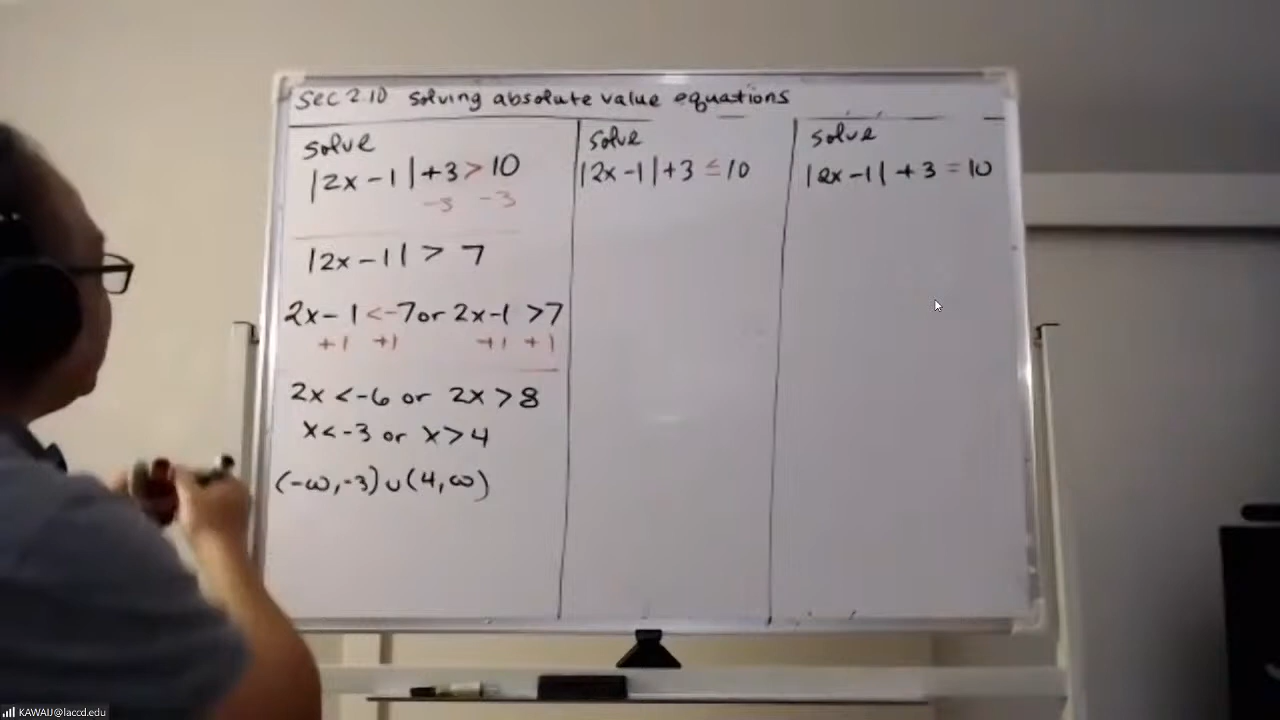 Sec 2.10 Solving absolute value equations
Solve
|2x - 1| + 3 > 10
-3 -3
|2x - 1| > 7
2x - 1 < -7 or 2x - 1 > 7
+1 +1 +1 +1
2x < -6 or 2x > 8
x < -3 or x > 4
(-∞, -3) ∪ (4, ∞)
Solve
|2x - 1| + 3 ≤ 10
Solve
|2x - 1| + 3 = 10
KAWAIJ@laccd.edu